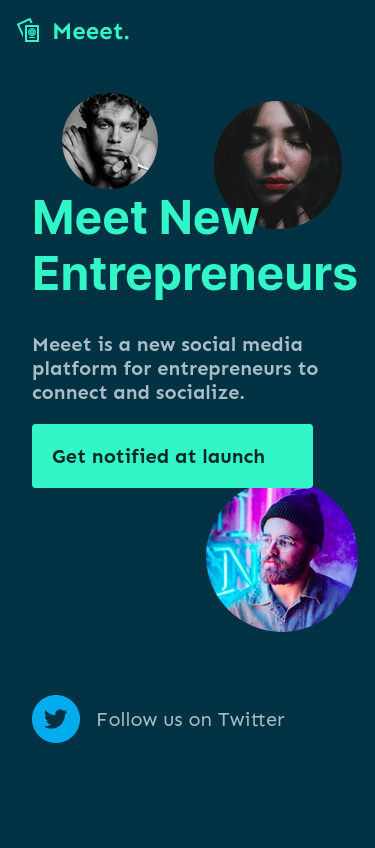 Meeet.
Meet New
Entrepreneurs
Meeet is a new social media
platform for entrepreneurs to
connect and socialize.
Get notified at launch
Follow us on Twitter